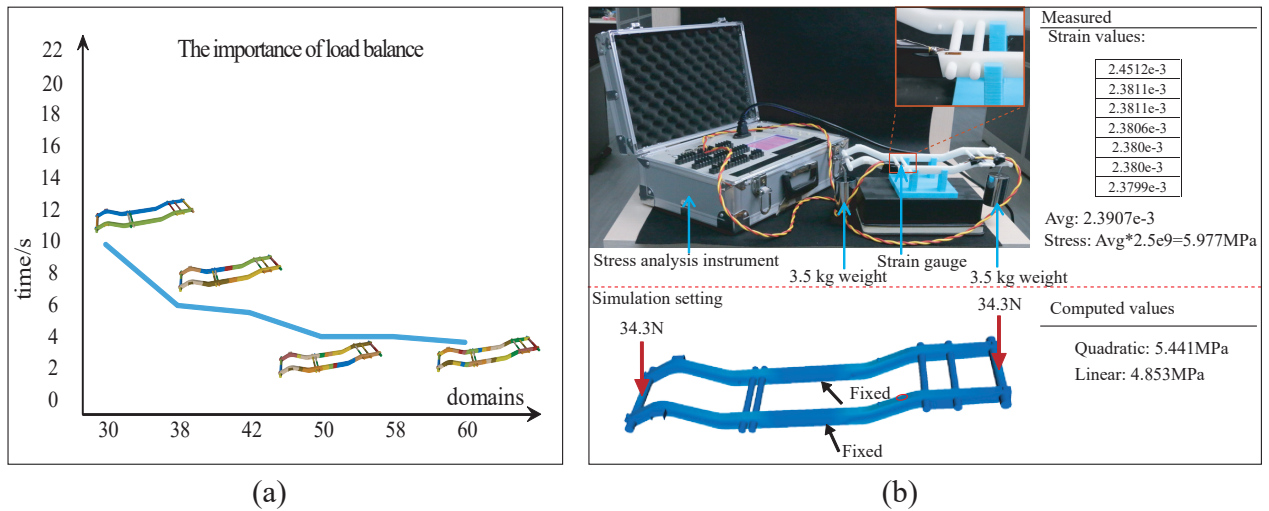 The importance of load balance
22
20
18
16
14
12
10
8
6
4
2
0
time/s
domains
30 38 42 50 58 60
(a)
Measured
Strain values:
2.4512e-3
2.3811e-3
2.3811e-3
2.3806e-3
2.380e-3
2.380e-3
2.3799e-3
Avg: 2.3907e-3
Stress: Avg*2.5e9=5.977MPa
Stress analysis instrument
3.5 kg weight
Strain gauge
3.5 kg weight
Simulation setting
34.3N
34.3N
Fixed
Fixed
Computed values
Quadratic: 5.441MPa
Linear: 4.853MPa
(b)